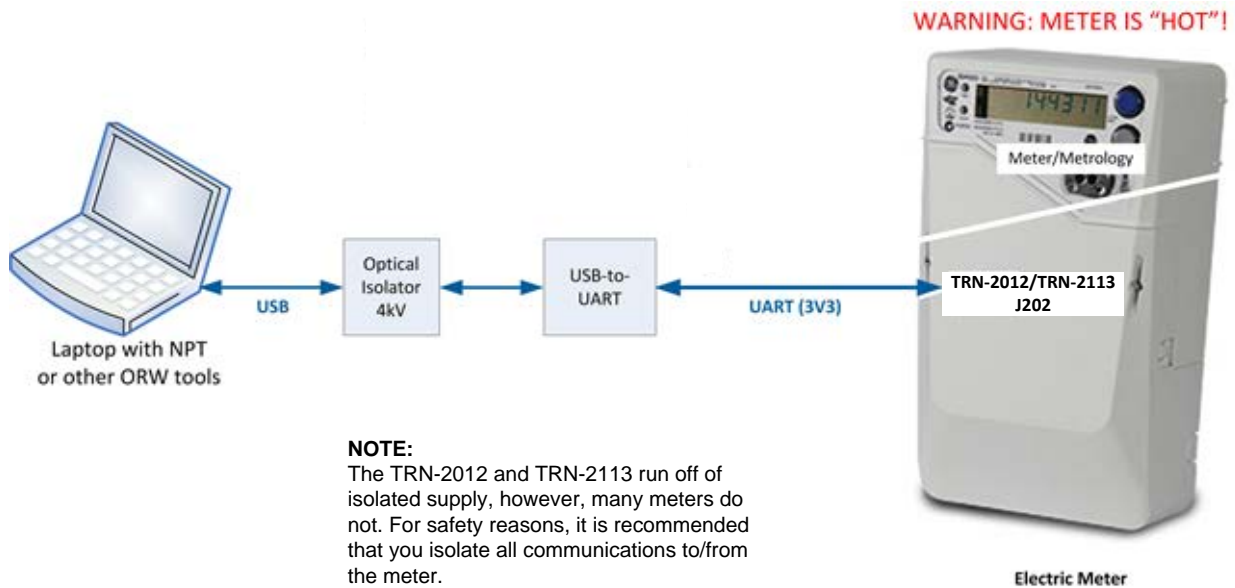 WARNING: METER IS “HOT”!
Meter/Metrology
Optical
Isolator
4kV
USB-to-
UART
USB
UART (3V3)
TRN-2012/TRN-2113
J202
Laptop with NPT
or other ORW tools
NOTE:
The TRN-2012 and TRN-2113 run off of
isolated supply, however, many meters do
not. For safety reasons, it is recommended
that you isolate all communications to/from
the meter.
Electric Meter